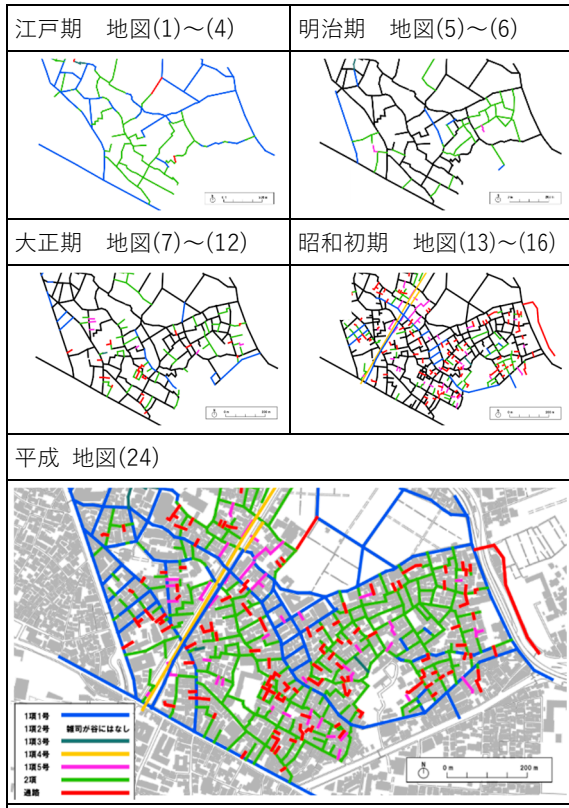 江戸期　地図(1)～(4)
明治期　地図(5)～(6)
大正期　地図(7)～(12)
昭和初期　地図(13)～(16)
平成 地図(24)
1項1号
1項2号　雑司が谷にはなし
1項3号
1項4号
1項5号
2項
通路
0 m　200 m